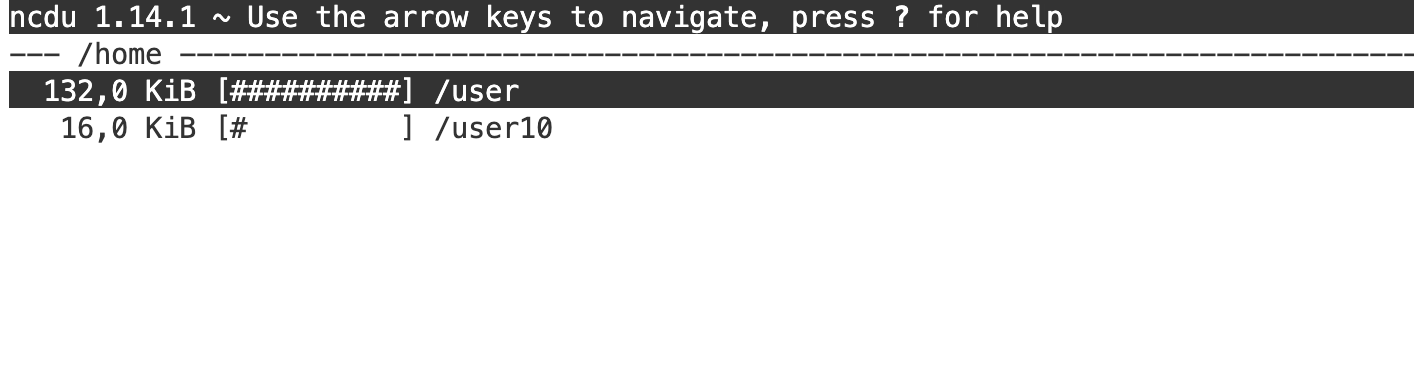 ncdu 1.14.1 ~ Use the arrow keys to navigate, press ? for help
--- /home -------------------------------------------------------------------------
132,0 KiB [##########] /user
16,0 KiB [#         ] /user10